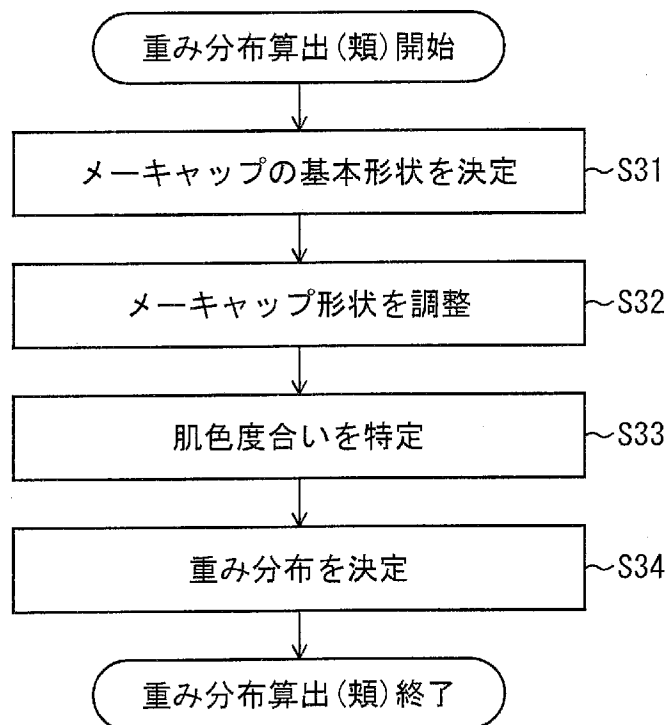 重み分布算出(頬)開始
メーキャップの基本形状を決定 ~S31
メーキャップ形状を調整 ~S32
肌色度合いを特定 ~S33
重み分布を決定 ~S34
重み分布算出(頬)終了